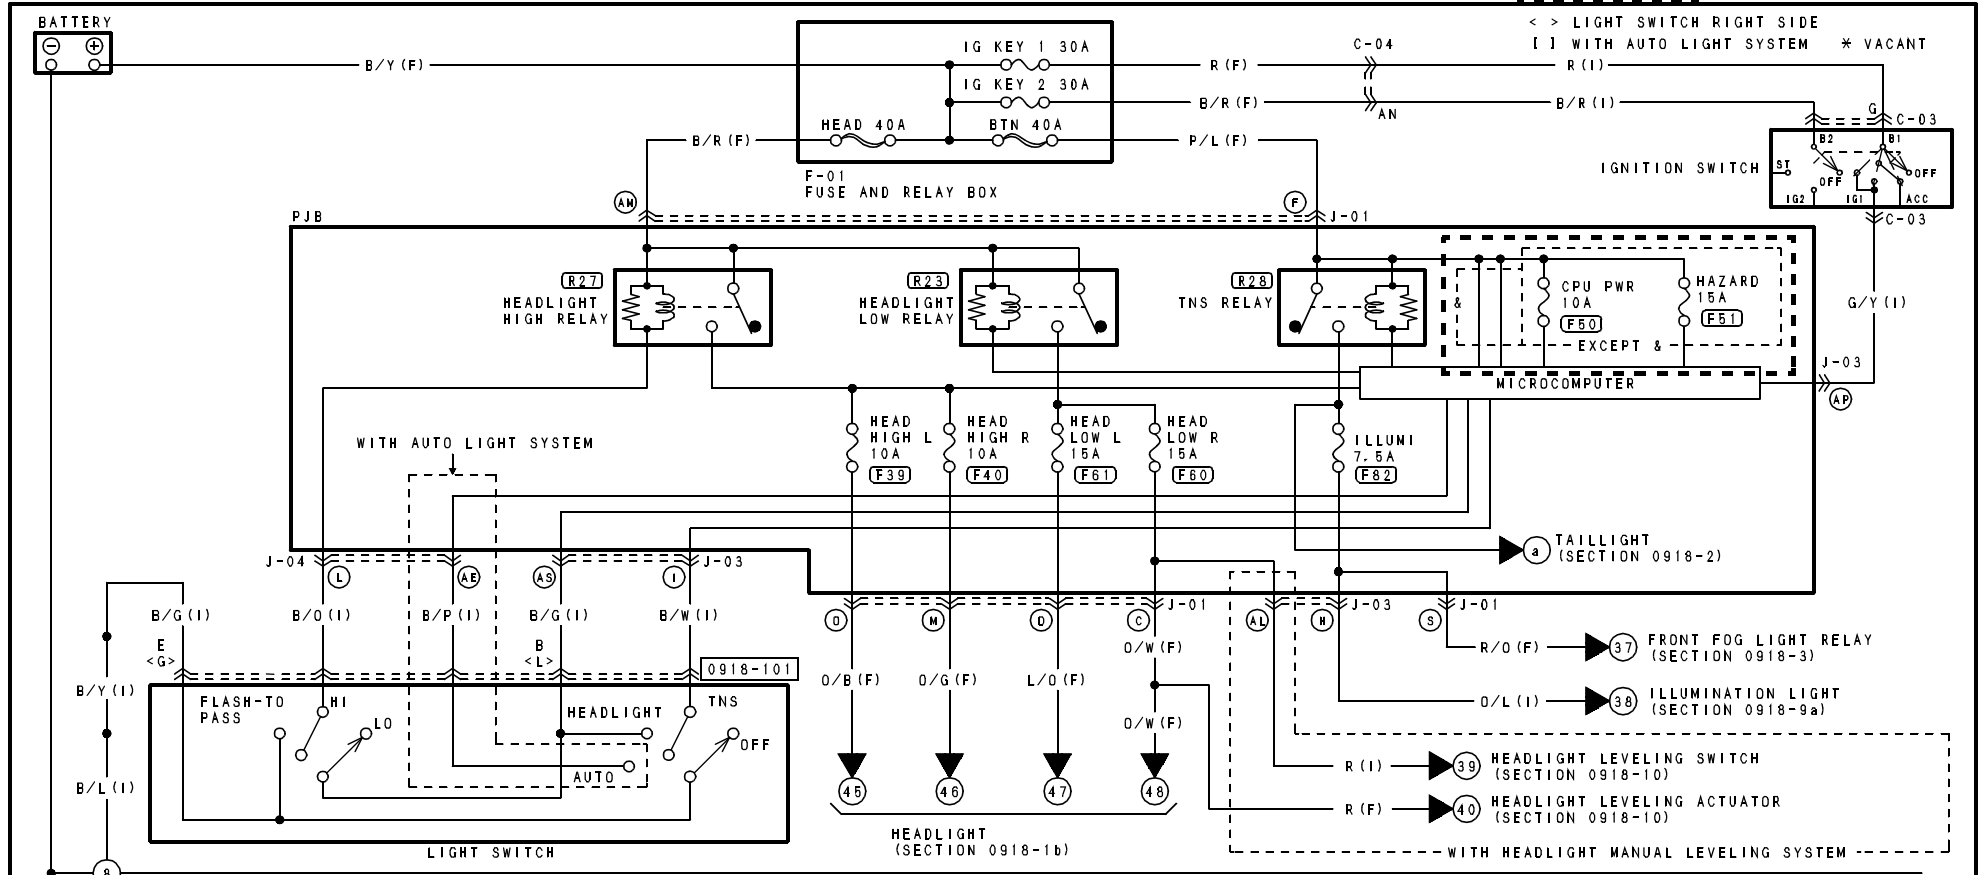 BATTERY
− +
< > LIGHT SWITCH RIGHT SIDE
[ ] WITH AUTO LIGHT SYSTEM * VACANT
B/Y(F)
IG KEY 1 30A
IG KEY 2 30A
HEAD 40A
BTN 40A
F-01
FUSE AND RELAY BOX
R(F)
C-04
R(I)
B/R(F)
AN
B/R(I)
B/R(F)
P/L(F)
G
C-03
IGNITION SWITCH
B2
B1
ST
OFF
OFF
IG2
IG1
ACC
C-03
PJB
AM
F
J-01
R27
HEADLIGHT
HIGH RELAY
R23
HEADLIGHT
LOW RELAY
R28
TNS RELAY
&
CPU PWR
10A
F50
HAZARD
15A
F51
EXCEPT &
G/Y(I)
MICROCOMPUTER
J-03
AP
WITH AUTO LIGHT SYSTEM
HEAD
HIGH L
10A
F39
HEAD
HIGH R
10A
F40
HEAD
LOW L
15A
F61
HEAD
LOW R
15A
F60
ILLUMI
7.5A
F82
a
TAILLIGHT
(SECTION 0918-2)
J-04
L
AE
AS
I
J-03
B/G(I)
B/O(I)
B/P(I)
B/G(I)
B/W(I)
E
<G>
B
<L>
0918-101
B/Y(I)
B/L(I)
FLASH-TO
PASS
HI
LO
HEADLIGHT
AUTO
TNS
OFF
LIGHT SWITCH
8
O
M
D
C
J-01
AL
H
J-03
S
J-01
O/W(F)
O/B(F)
O/G(F)
L/O(F)
O/W(F)
45
46
47
48
HEADLIGHT
(SECTION 0918-1b)
R/O(F)
37
FRONT FOG LIGHT RELAY
(SECTION 0918-3)
O/L(I)
38
ILLUMINATION LIGHT
(SECTION 0918-9a)
R(I)
39
HEADLIGHT LEVELING SWITCH
(SECTION 0918-10)
R(F)
40
HEADLIGHT LEVELING ACTUATOR
(SECTION 0918-10)
WITH HEADLIGHT MANUAL LEVELING SYSTEM